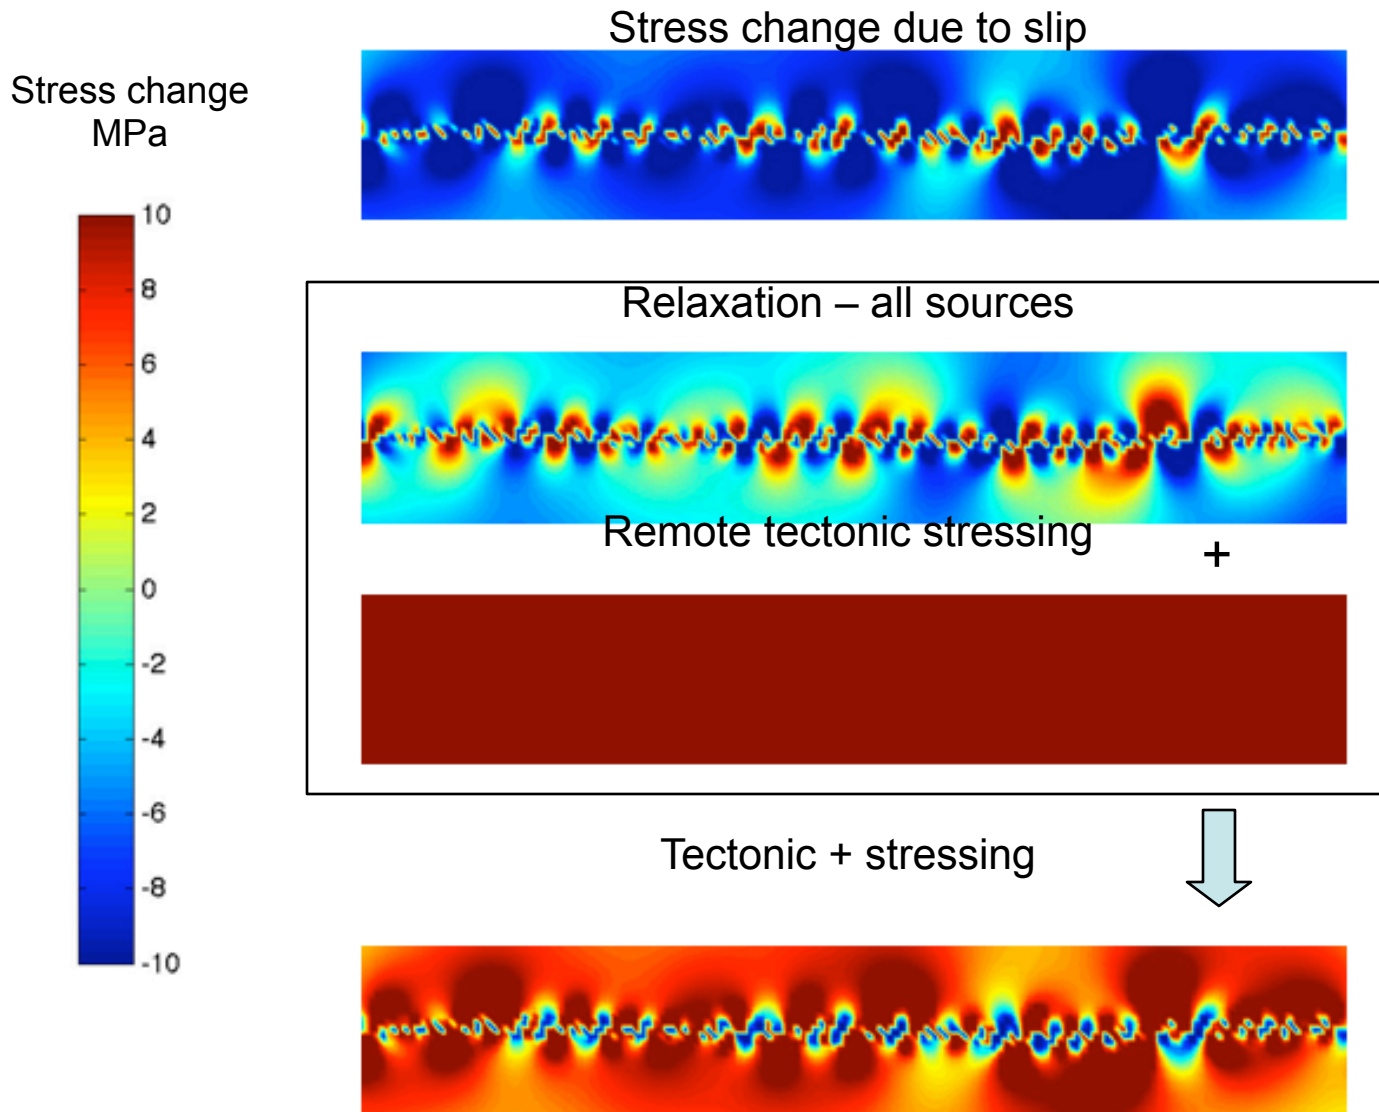 Stress change due to slip
Stress change
MPa
10
8
6
4
2
0
-2
-4
-6
-8
-10
Relaxation – all sources
Remote tectonic stressing
+
Tectonic + stressing